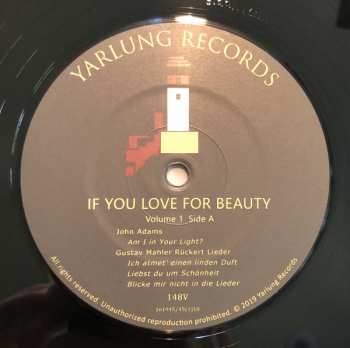 YARLUNG RECORDS
IF YOU LOVE FOR BEAUTY
Volume 1 Side A
John Adams
Am I in Your Light?
Gustav Mahler Rückert Lieder
Ich atmet' einen linden Duft
Liebst du um Schönheit
Blicke mir nicht in die Lieder
148V
All rights reserved. Unauthorized reproduction prohibited. © 2019 Yarlung Records